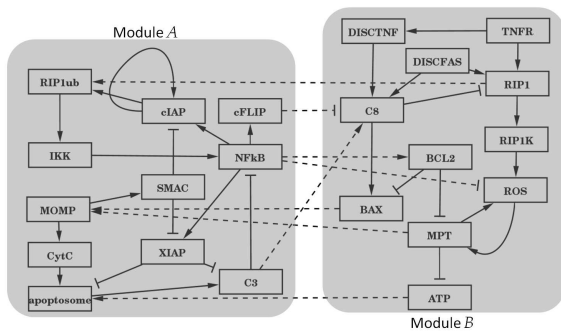 Module A
RIP1ub
cIAP
cFLIP
IKK
NFkB
SMAC
MOMP
CytC
XIAP
apoptosome
C3
DISCTNF
TNFR
DISCFAS
C8
RIP1
RIP1K
BCL2
BAX
ROS
MPT
ATP
Module B